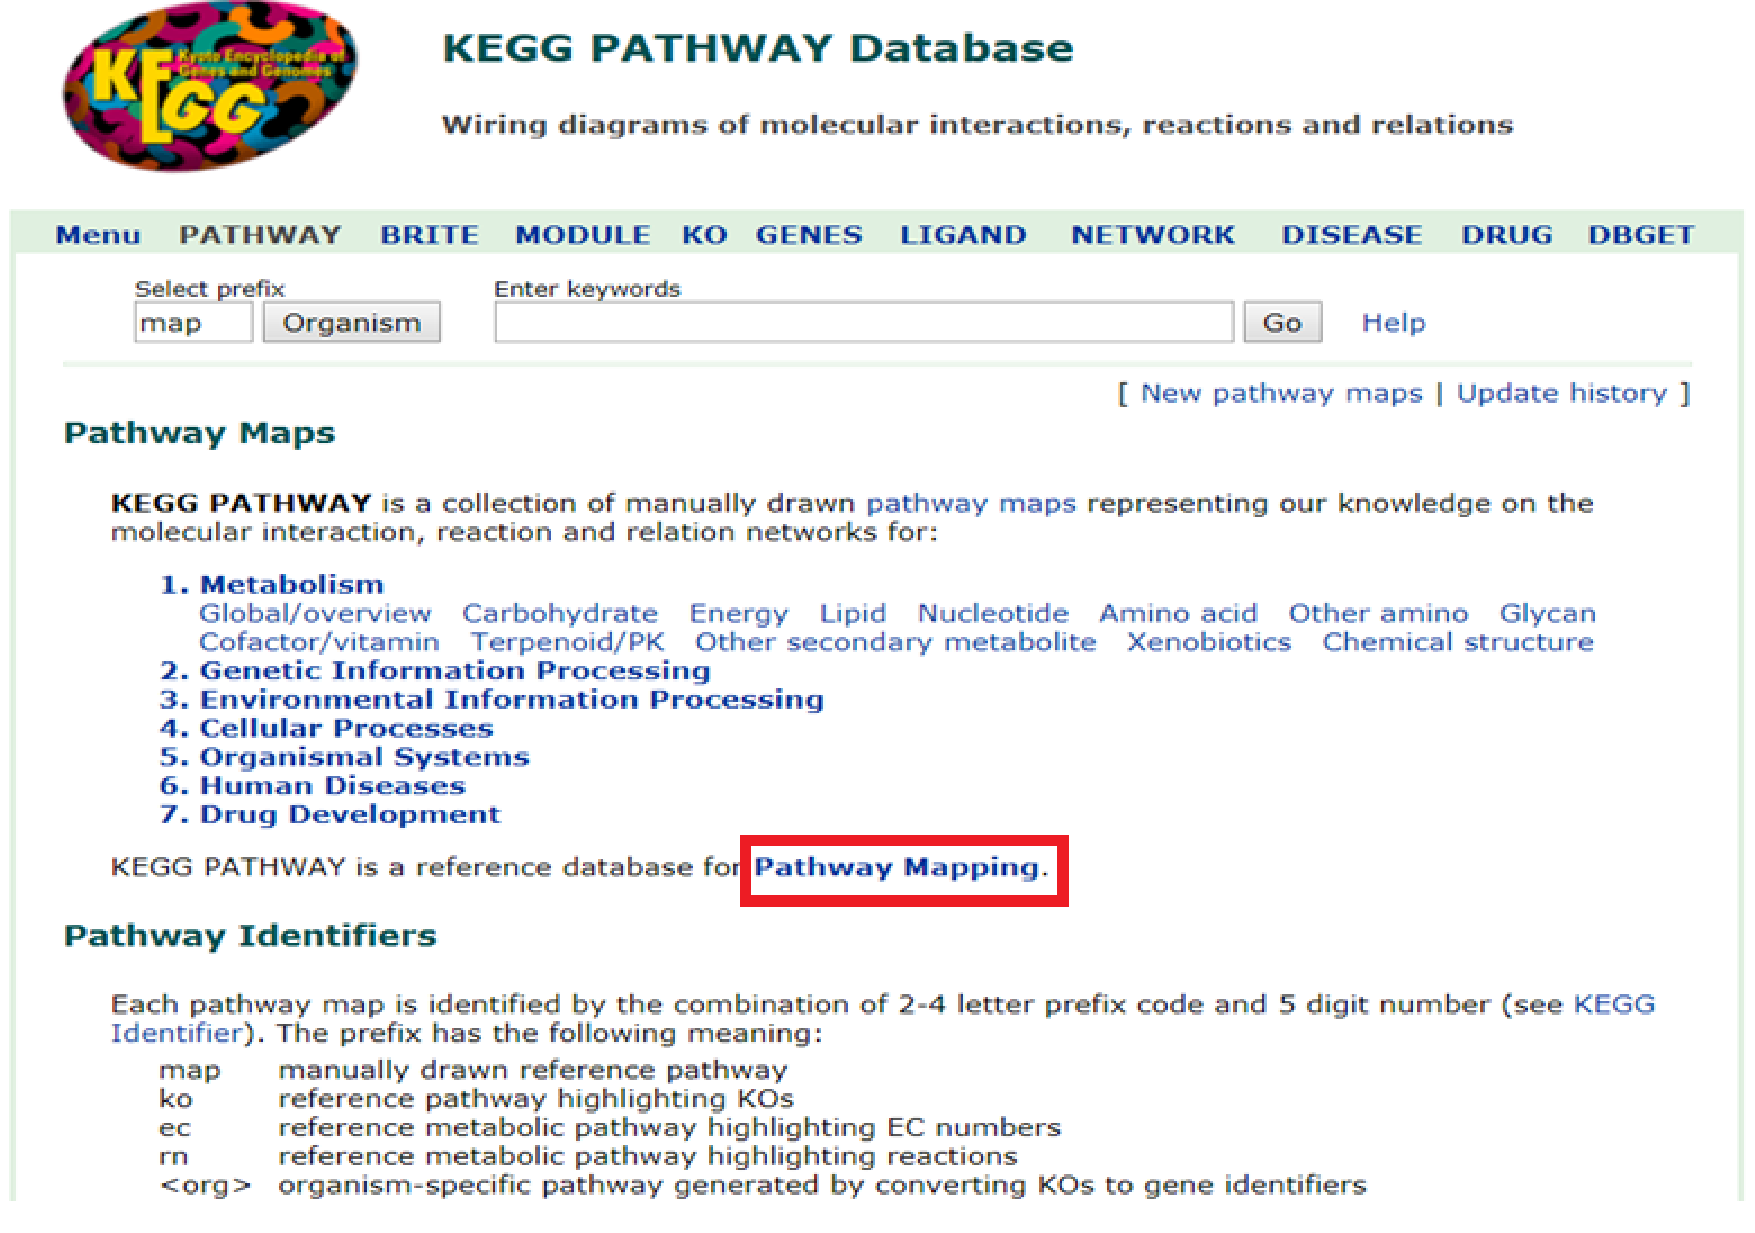 KEGG
Kyoto Encyclopedia of
Genes and Genomes
KEGG PATHWAY Database
Wiring diagrams of molecular interactions, reactions and relations
Menu PATHWAY BRITE MODULE KO GENES LIGAND NETWORK DISEASE DRUG DBGET
Select prefix Enter keywords
map Organism Go Help
[ New pathway maps | Update history ]
Pathway Maps
KEGG PATHWAY is a collection of manually drawn pathway maps representing our knowledge on the
molecular interaction, reaction and relation networks for:
1. Metabolism
Global/overview Carbohydrate Energy Lipid Nucleotide Amino acid Other amino Glycan
Cofactor/vitamin Terpenoid/PK Other secondary metabolite Xenobiotics Chemical structure
2. Genetic Information Processing
3. Environmental Information Processing
4. Cellular Processes
5. Organismal Systems
6. Human Diseases
7. Drug Development
KEGG PATHWAY is a reference database for Pathway Mapping.
Pathway Identifiers
Each pathway map is identified by the combination of 2-4 letter prefix code and 5 digit number (see KEGG
Identifier). The prefix has the following meaning:
map manually drawn reference pathway
ko reference pathway highlighting KOs
ec reference metabolic pathway highlighting EC numbers
rn reference metabolic pathway highlighting reactions
<org> organism-specific pathway generated by converting KOs to gene identifiers